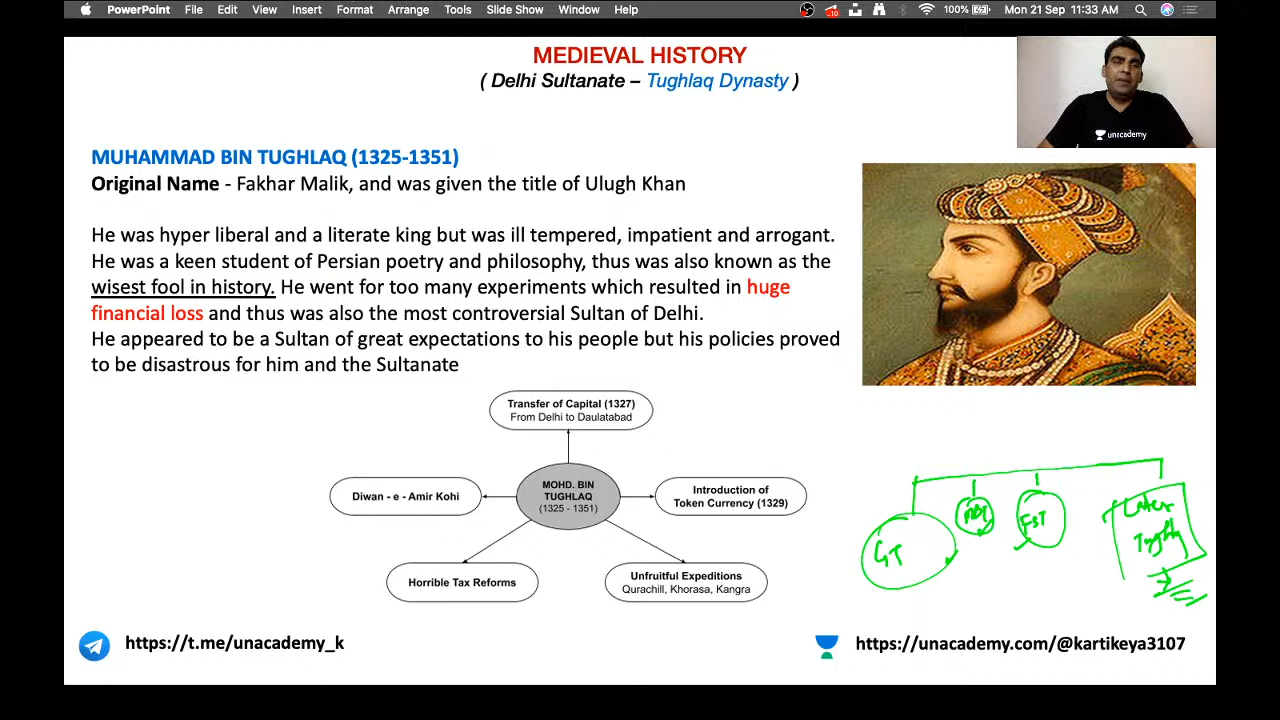 PowerPoint File Edit View Insert Format Arrange Tools Slide Show Window Help 10 100% Mon 21 Sep 11:33 AM
MEDIEVAL HISTORY
( Delhi Sultanate – Tughlaq Dynasty )
unacademy
MUHAMMAD BIN TUGHLAQ (1325-1351)
Original Name - Fakhar Malik, and was given the title of Ulugh Khan
He was hyper liberal and a literate king but was ill tempered, impatient and arrogant.
He was a keen student of Persian poetry and philosophy, thus was also known as the
wisest fool in history. He went for too many experiments which resulted in huge
financial loss and thus was also the most controversial Sultan of Delhi.
He appeared to be a Sultan of great expectations to his people but his policies proved
to be disastrous for him and the Sultanate
Transfer of Capital (1327)
From Delhi to Daulatabad
Diwan - e - Amir Kohi
MOHD. BIN
TUGHLAQ
(1325 - 1351)
Introduction of
Token Currency (1329)
Horrible Tax Reforms
Unfruitful Expeditions
Qurachill, Khorasa, Kangra
GT
MBT
FST
Later
https://t.me/unacademy_k
https://unacademy.com/@kartikeya3107